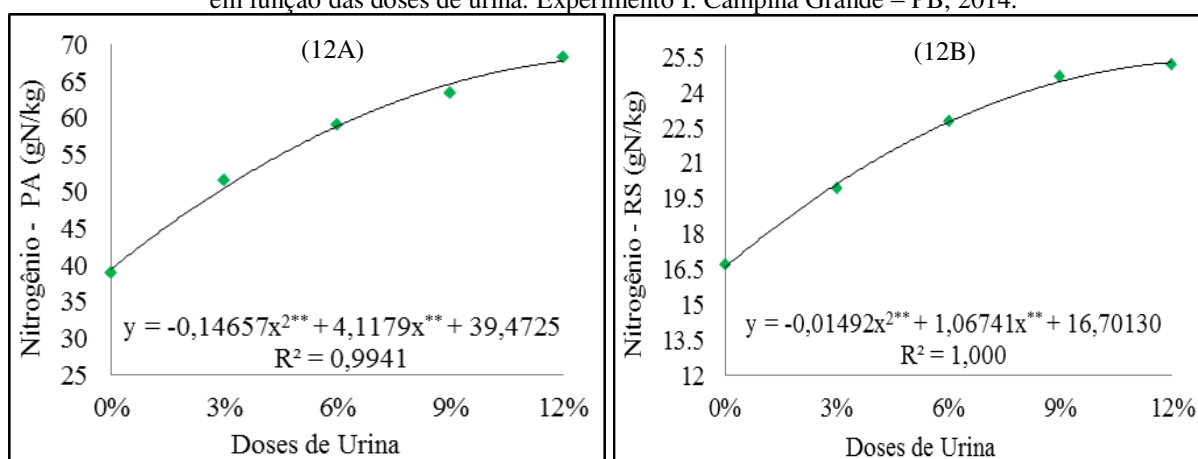 em função das doses de urina. Experimento I. Campina Grande – PB, 2014.
(12A)
Nitrogênio - PA (gN/kg)
70
65
60
55
50
45
40
35
30
25
y = -0,14657x²** + 4,1179x** + 39,4725
R² = 0,9941
0% 3% 6% 9% 12%
Doses de Urina
(12B)
Nitrogênio - RS (gN/kg)
25.5
24
22.5
21
19.5
18
16.5
15
13.5
12
y = -0,01492x²** + 1,06741x** + 16,70130
R² = 1,000
0% 3% 6% 9% 12%
Doses de Urina